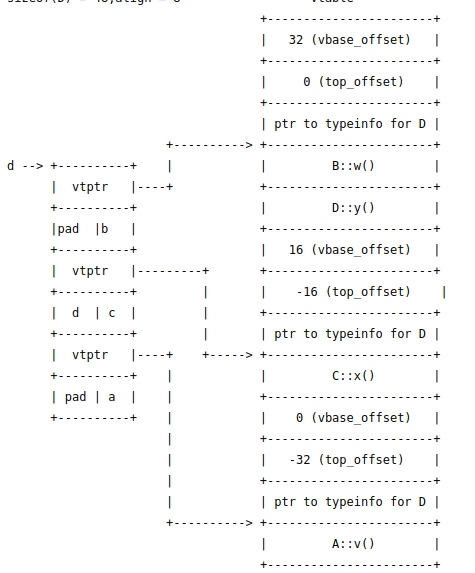 sizeof(D) = 48,align = 8 vtable
32 (vbase_offset)
0 (top_offset)
ptr to typeinfo for D
d --> B::w()
vtptr D::y()
pad b 16 (vbase_offset)
vtptr -16 (top_offset)
d c ptr to typeinfo for D
vtptr C::x()
pad a 0 (vbase_offset)
-32 (top_offset)
ptr to typeinfo for D
A::v()